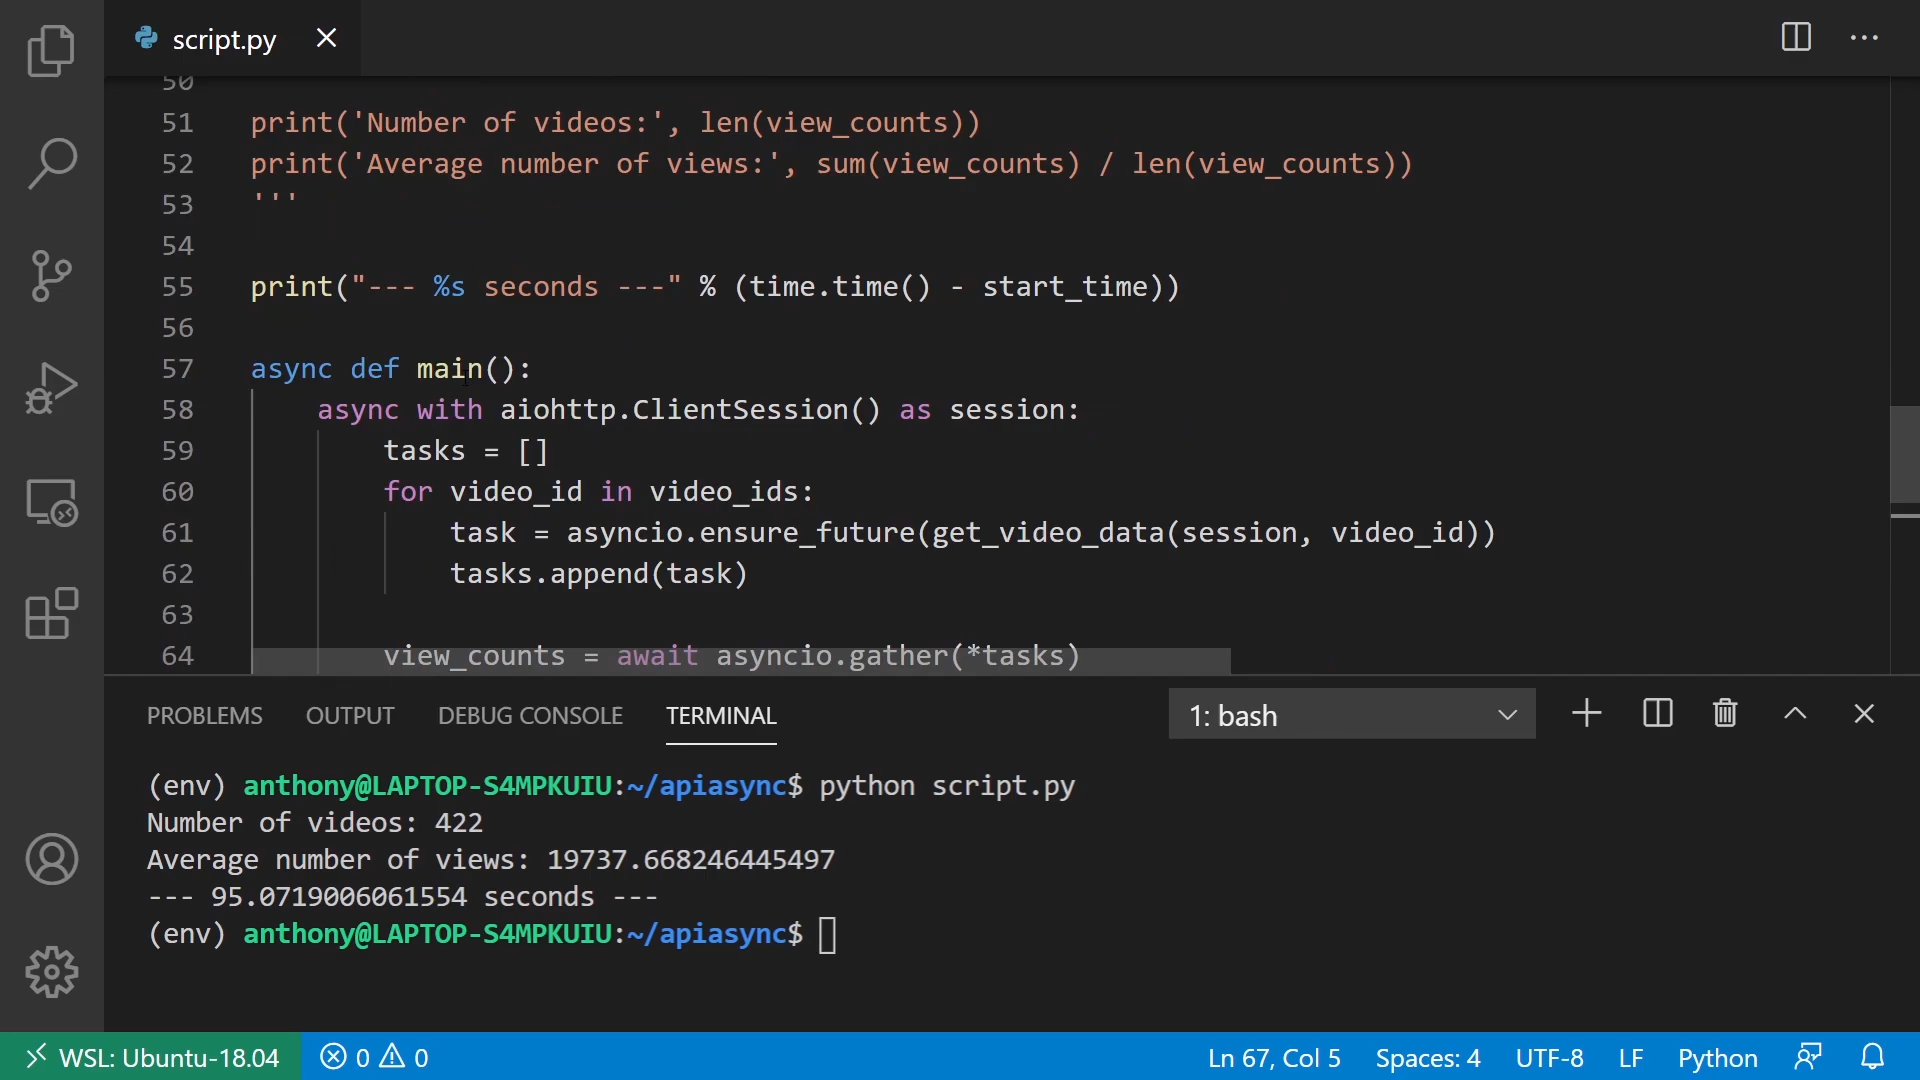 script.py
50
51 print('Number of videos:', len(view_counts))
52 print('Average number of views:', sum(view_counts) / len(view_counts))
53 '''
54
55 print("--- %s seconds ---" % (time.time() - start_time))
56
57 async def main():
58 async with aiohttp.ClientSession() as session:
59 tasks = []
60 for video_id in video_ids:
61 task = asyncio.ensure_future(get_video_data(session, video_id))
62 tasks.append(task)
63
64 view_counts = await asyncio.gather(*tasks)
PROBLEMS OUTPUT DEBUG CONSOLE TERMINAL 1: bash
(env) anthony@LAPTOP-S4MPKUIU:~/apiasync$ python script.py
Number of videos: 422
Average number of views: 19737.668246445497
--- 95.0719006061554 seconds ---
(env) anthony@LAPTOP-S4MPKUIU:~/apiasync$
WSL: Ubuntu-18.04 0 0 Ln 67, Col 5 Spaces: 4 UTF-8 LF Python